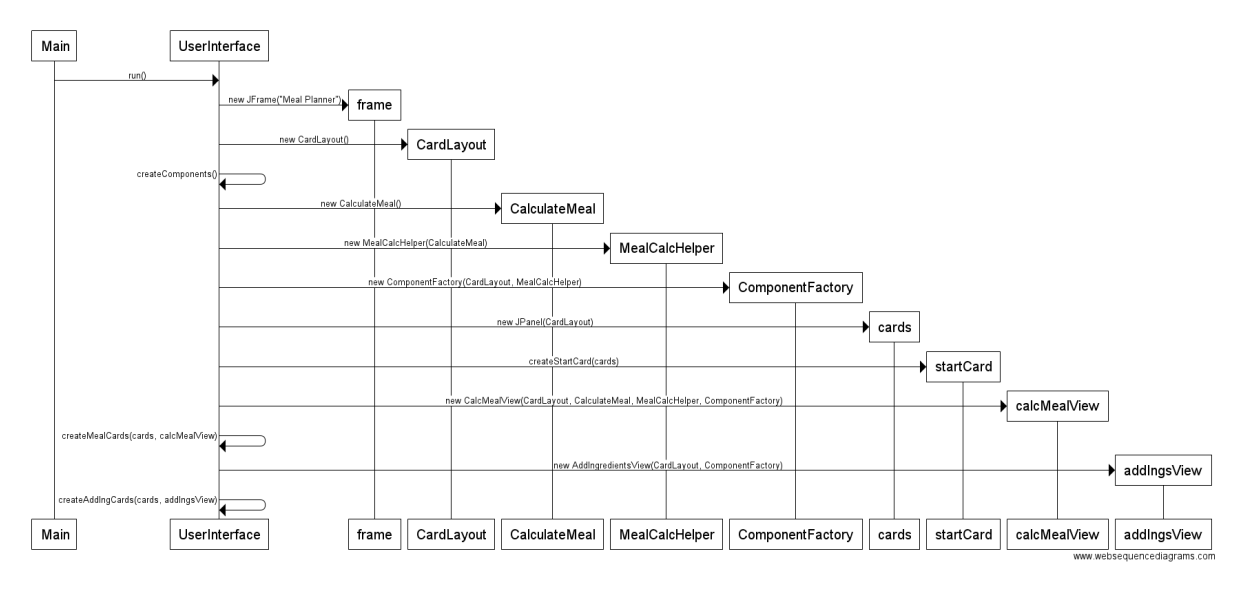 Main
UserInterface
run()
new JFrame("Meal Planner")
frame
new CardLayout()
CardLayout
createComponents()
new CalculateMeal()
CalculateMeal
new MealCalcHelper(CalculateMeal)
MealCalcHelper
new ComponentFactory(CardLayout, MealCalcHelper)
ComponentFactory
new JPanel(CardLayout)
cards
createStartCard(cards)
startCard
new CalcMealView(CardLayout, CalculateMeal, MealCalcHelper, ComponentFactory)
calcMealView
createMealCards(cards, calcMealView)
new AddIngredientsView(CardLayout, ComponentFactory)
addIngsView
createAddIngCards(cards, addIngsView)
Main
UserInterface
frame
CardLayout
CalculateMeal
MealCalcHelper
ComponentFactory
cards
startCard
calcMealView
addIngsView
www.websequencediagrams.com